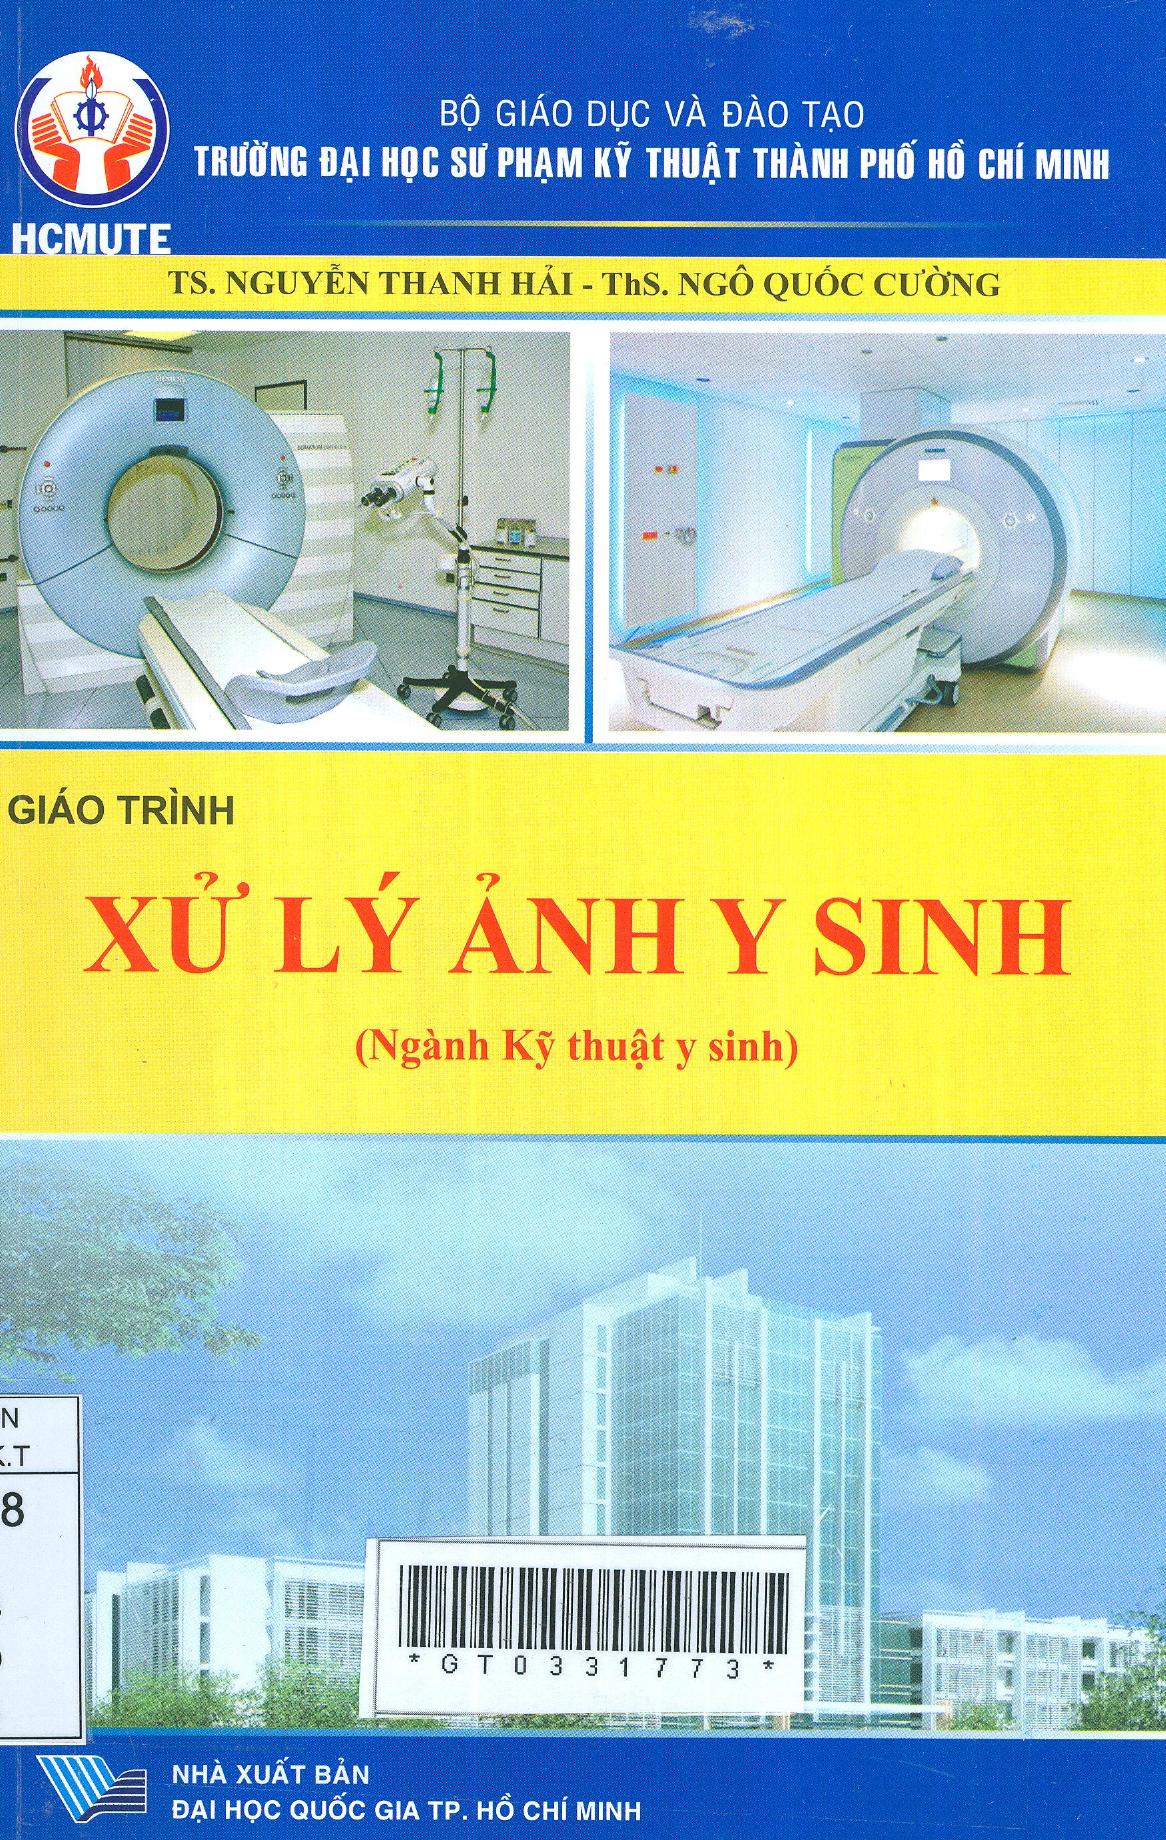 BỘ GIÁO DỤC VÀ ĐÀO TẠO
TRƯỜNG ĐẠI HỌC SƯ PHẠM KỸ THUẬT THÀNH PHỐ HỒ CHÍ MINH
HCMUTE
TS. NGUYỄN THANH HẢI - ThS. NGÔ QUỐC CƯỜNG
SIEMENS
GIÁO TRÌNH
XỬ LÝ ẢNH Y SINH
(Ngành Kỹ thuật y sinh)
N
K.T
8
*GT0331773*
NHÀ XUẤT BẢN
ĐẠI HỌC QUỐC GIA TP. HỒ CHÍ MINH